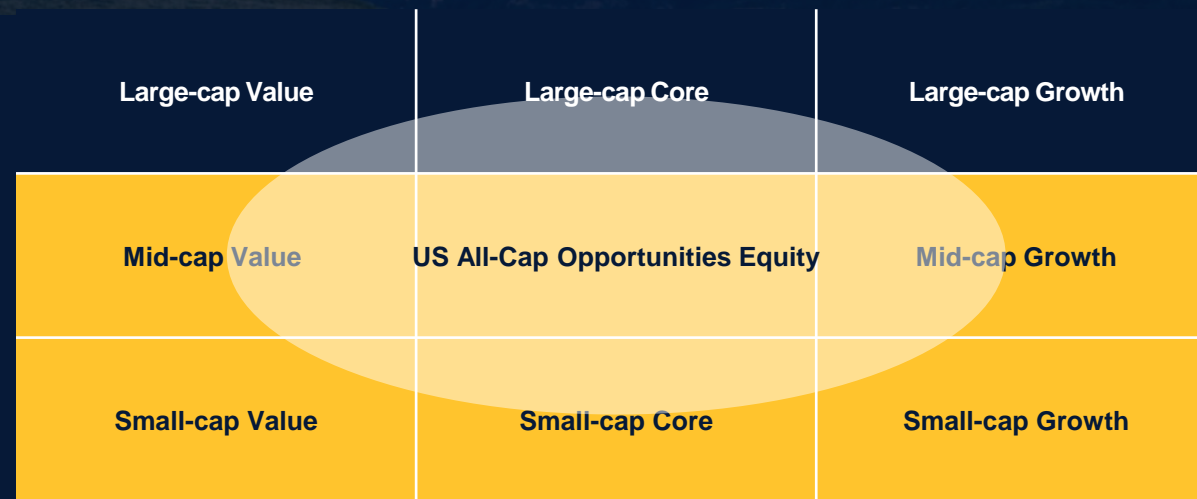 Large-cap Value
Large-cap Core
Large-cap Growth
Mid-cap Value
US All-Cap Opportunities Equity
Mid-cap Growth
Small-cap Value
Small-cap Core
Small-cap Growth